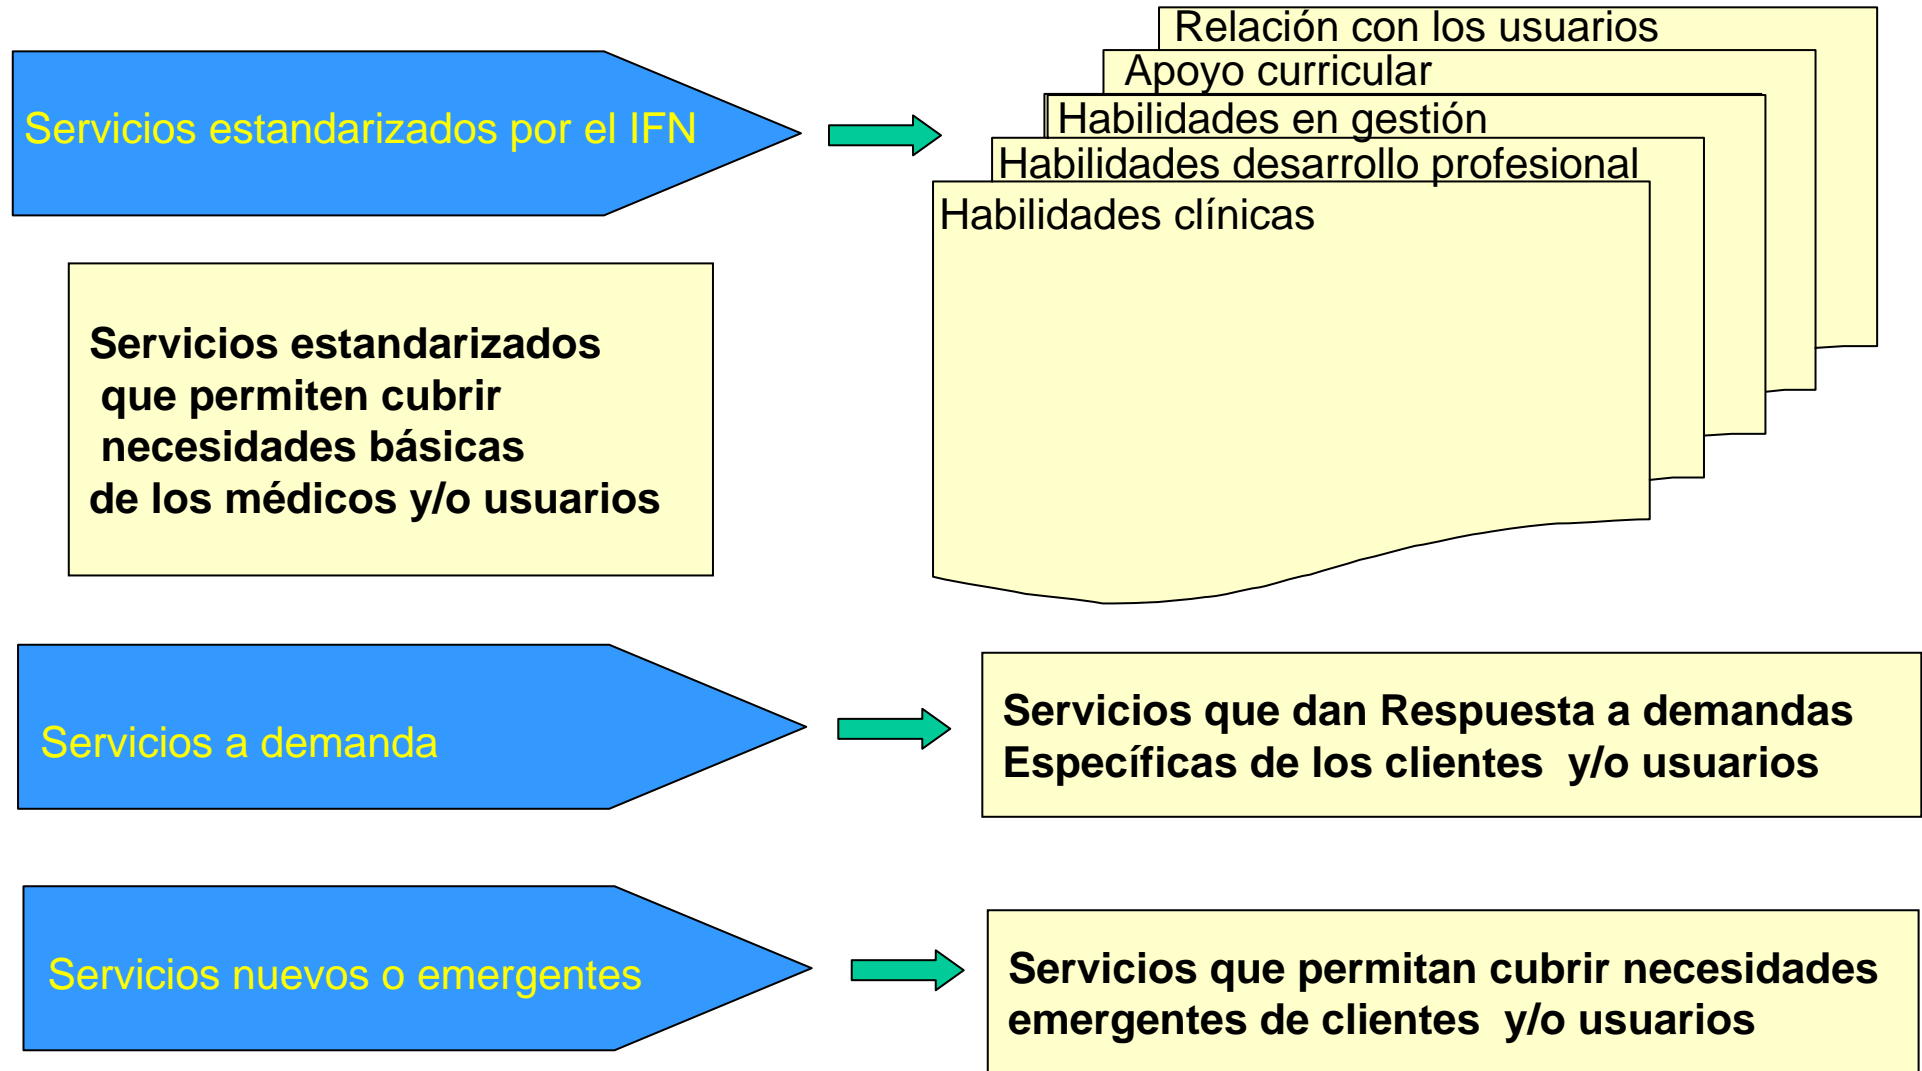 Servicios estandarizados por el IFN
Relación con los usuarios
Apoyo curricular
Habilidades en gestión
Habilidades desarrollo profesional
Habilidades clínicas
Servicios estandarizados
que permiten cubrir
necesidades básicas
de los médicos y/o usuarios
Servicios a demanda
Servicios que dan Respuesta a demandas
Específicas de los clientes y/o usuarios
Servicios nuevos o emergentes
Servicios que permitan cubrir necesidades
emergentes de clientes y/o usuarios